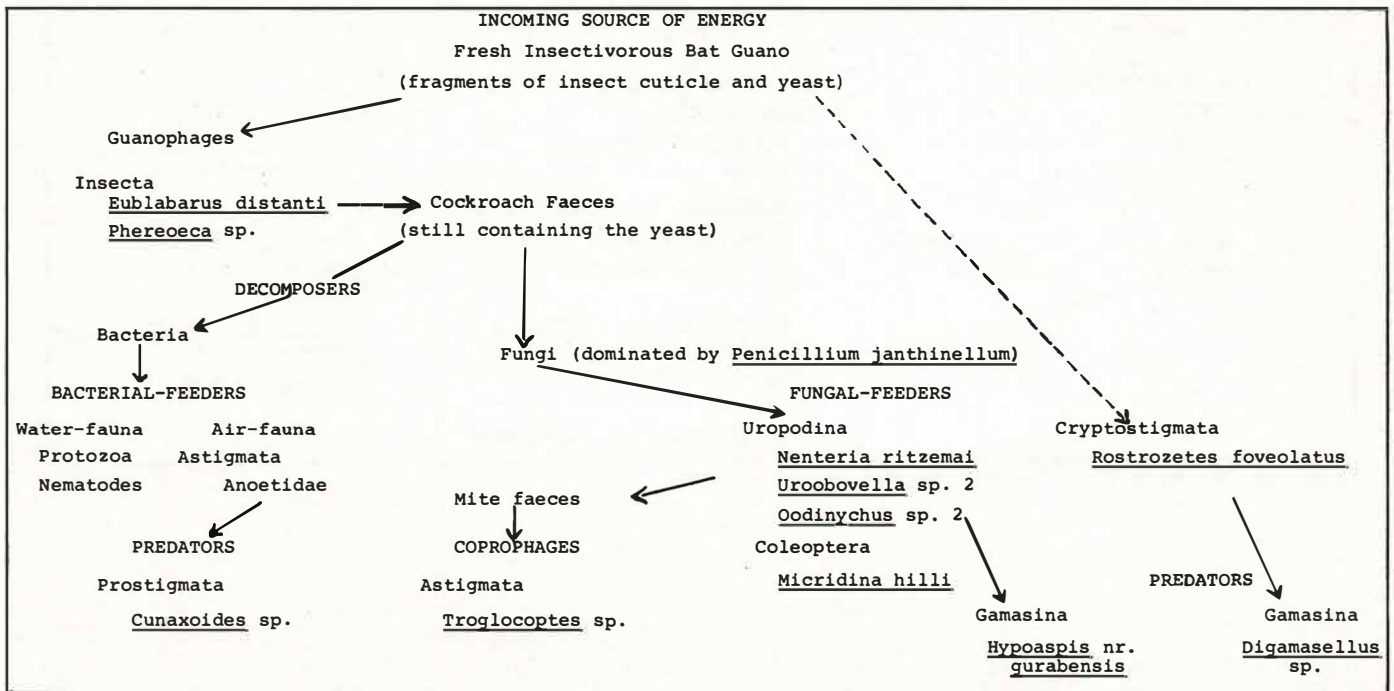 INCOMING SOURCE OF ENERGY
Fresh Insectivorous Bat Guano
(fragments of insect cuticle and yeast)
Guanophages
Insecta
Eublabarus distanti
Cockroach Faeces
Phereoeca sp.
(still containing the yeast)
DECOMPOSERS
Bacteria
Fungi (dominated by Penicillium janthinellum)
BACTERIAL-FEEDERS
FUNGAL-FEEDERS
Water-fauna
Air-fauna
Uropodina
Cryptostigmata
Protozoa
Astigmata
Nenteria ritzemai
Rostrozetes foveolatus
Nematodes
Anoetidae
Uroobovella sp. 2
Mite faeces
Oodinychus sp. 2
PREDATORS
COPROPHAGES
Coleoptera
Prostigmata
Astigmata
Micridina hilli
PREDATORS
Cunaxoides sp.
Troglocoptes sp.
Gamasina
Gamasina
Hypoaspis nr.
gurabensis
Digamasellus
sp.